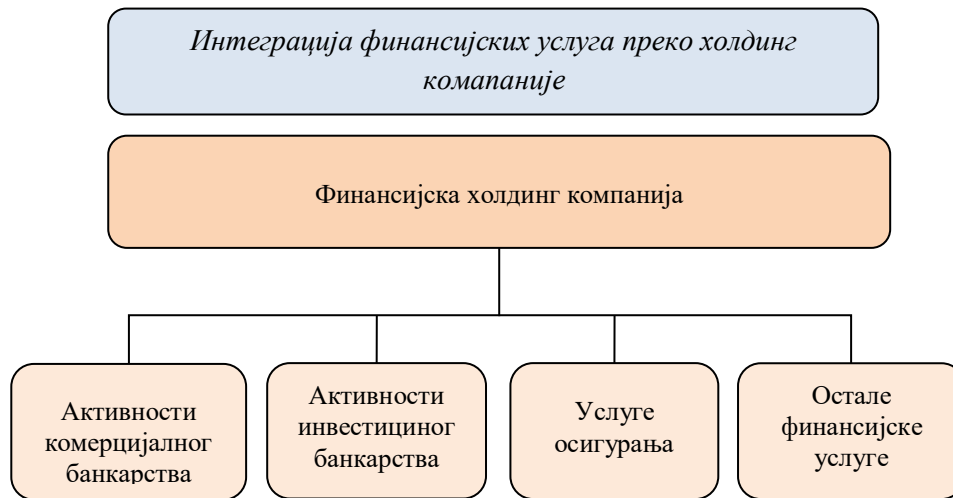 Интеграција финансијских услуга преко холдинг
комапаније
Финансијска холдинг компанија
Активности
комерцијалног
банкарства
Активности
инвестициног
банкарства
Услуге
осигурања
Остале
финансијске
услуге